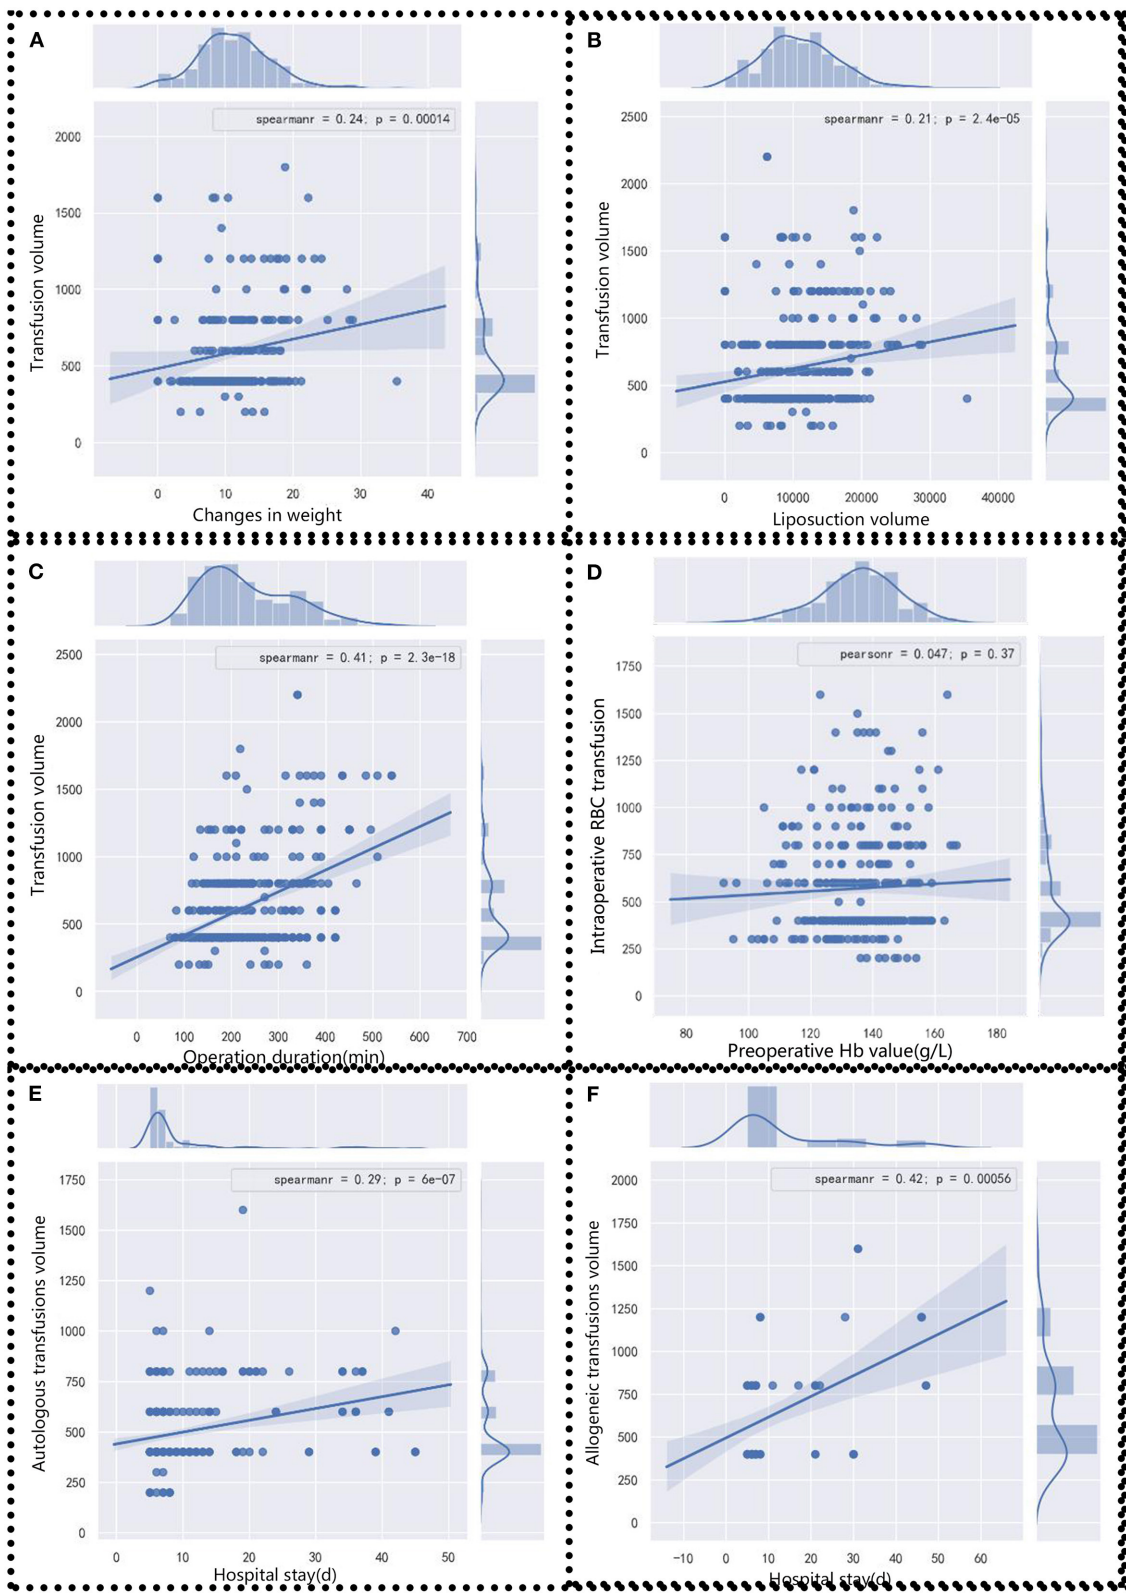 A
spearmanr = 0.24; p = 0.00014
2000
1500
1000
500
0
Transfusion volume
0 10 20 30 40
Changes in weight
B
spearmanr = 0.21; p = 2.4e-05
2500
2000
1500
1000
500
0
Transfusion volume
0 10000 20000 30000 40000
Liposuction volume
C
spearmanr = 0.41; p = 2.3e-18
2500
2000
1500
1000
500
0
Transfusion volume
0 100 200 300 400 500 600 700
Operation duration(min)
D
pearsonr = 0.047; p = 0.37
1750
1500
1250
1000
750
500
250
0
Intraoperative RBC transfusion
80 100 120 140 160 180
Preoperative Hb value(g/L)
E
spearmanr = 0.29; p = 6e-07
1750
1500
1250
1000
750
500
250
0
Autologous transfusions volume
0 10 20 30 40 50
Hospital stay(d)
F
spearmanr = 0.42; p = 0.00056
2000
1750
1500
1250
1000
750
500
250
0
Allogeneic transfusions volume
−10 0 10 20 30 40 50 60
Hospital stay(d)